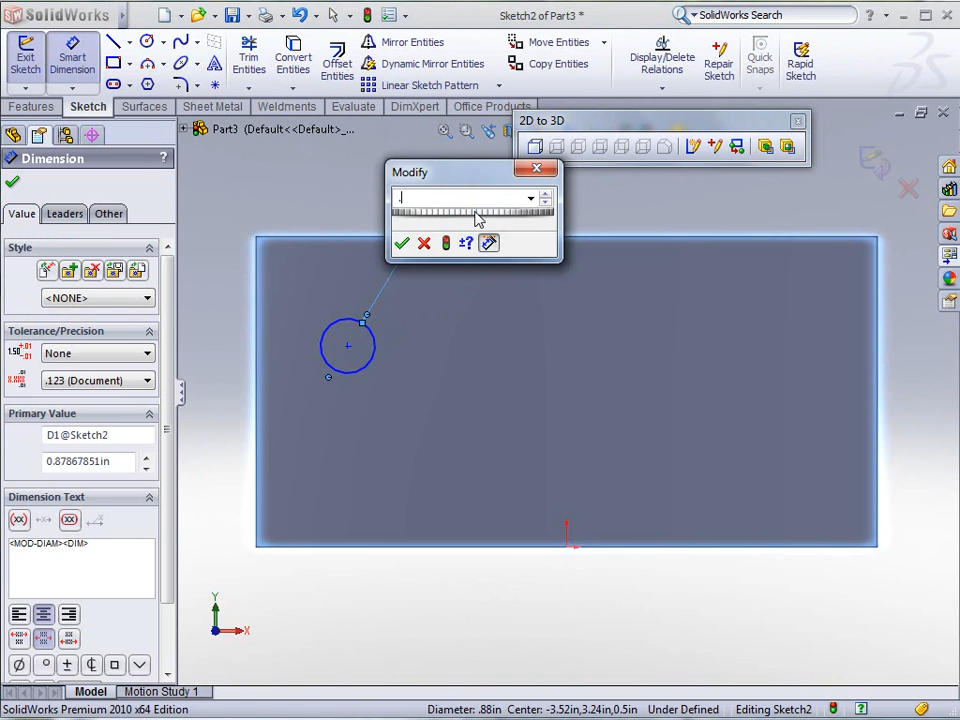 SW SolidWorks
Sketch2 of Part3 *
SolidWorks Search
Exit Sketch
Smart Dimension
Trim Entities
Convert Entities
Offset Entities
Mirror Entities
Dynamic Mirror Entities
Linear Sketch Pattern
Move Entities
Copy Entities
Display/Delete Relations
Repair Sketch
Quick Snaps
Rapid Sketch
Features
Sketch
Surfaces
Sheet Metal
Weldments
Evaluate
DimXpert
Office Products
Part3 (Default<<Default>_...
2D to 3D
Dimension
?
Value
Leaders
Other
Modify
.
±?
Style
<NONE>
Tolerance/Precision
None
.123 (Document)
Primary Value
D1@Sketch2
0.87867851in
Dimension Text
<MOD-DIAM><DIM>
Y
X
Model
Motion Study 1
SolidWorks Premium 2010 x64 Edition
Diameter: .88in Center: -3.52in,3.24in,0.5in
Under Defined
Editing Sketch2
?